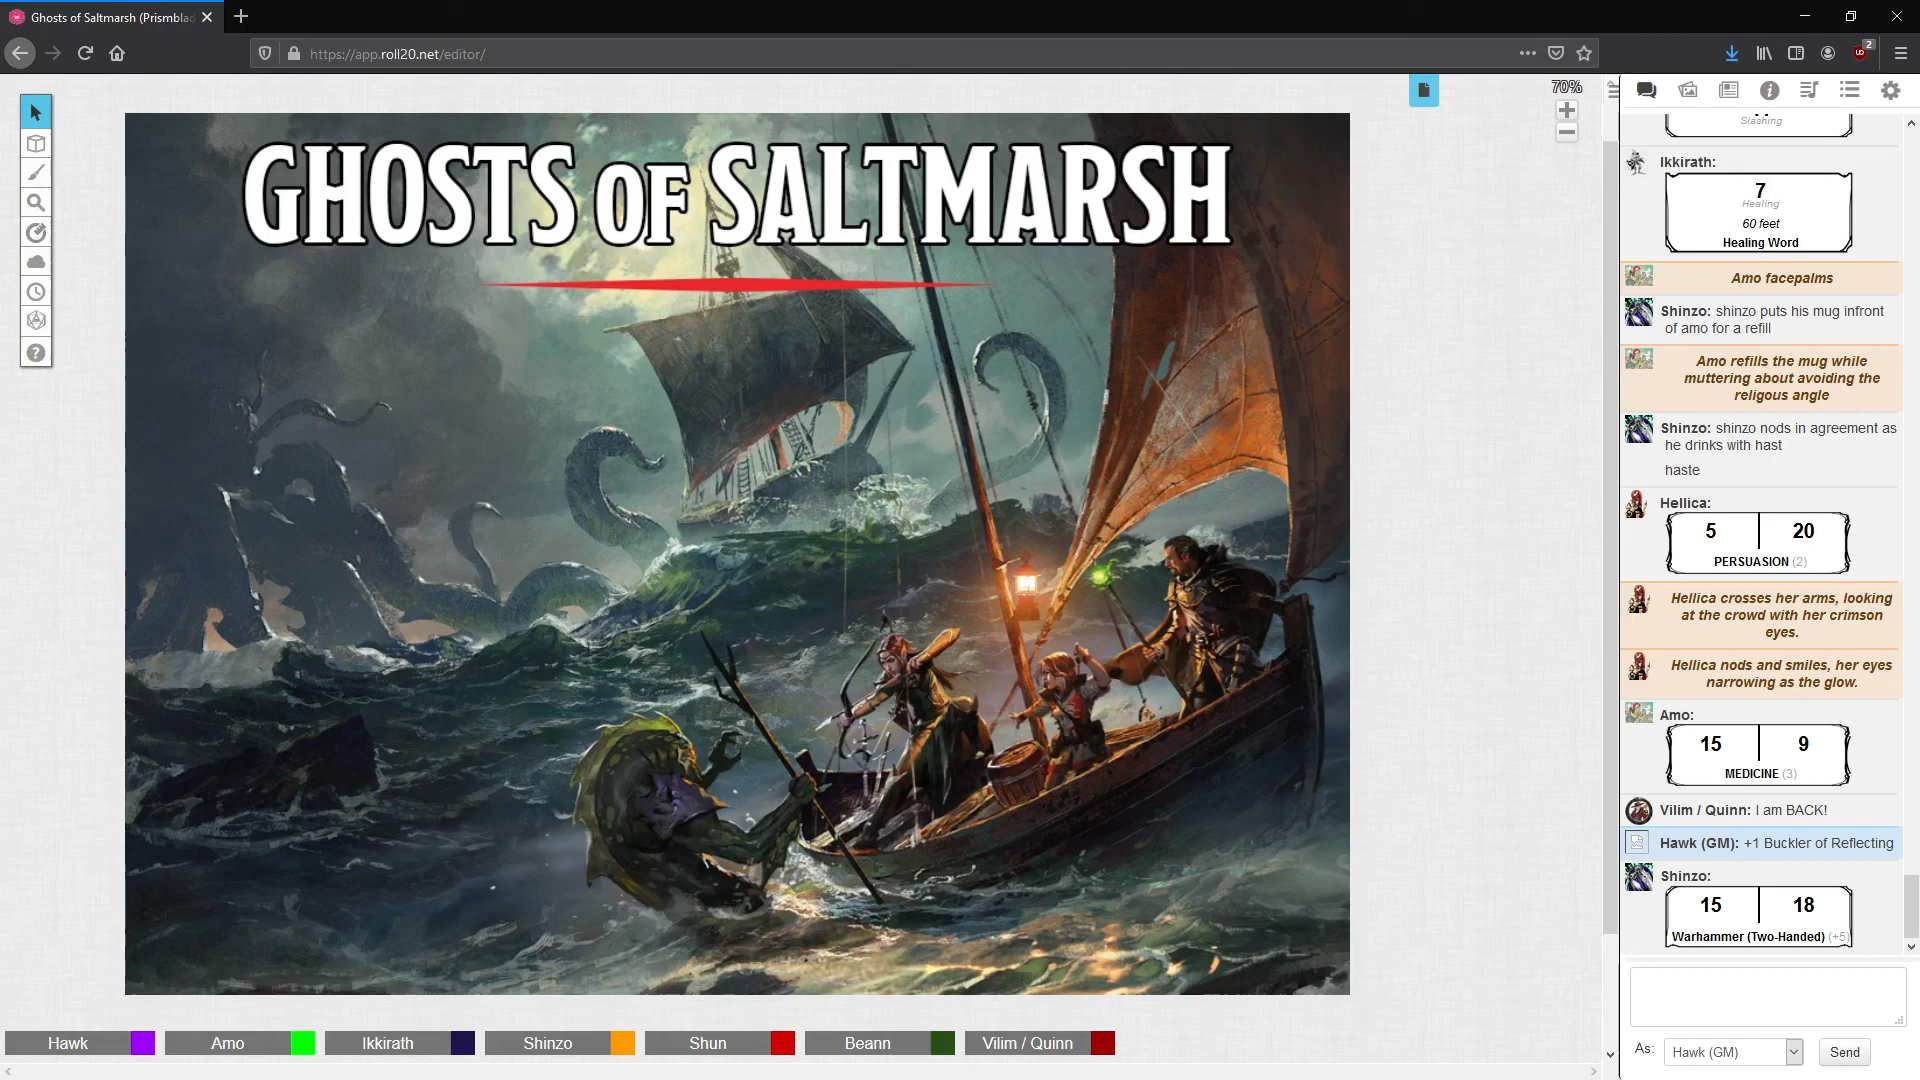 Ghosts of Saltmarsh (Prismblad
https://app.roll20.net/editor/
2
70%
GHOSTS OF SALTMARSH
Slashing
Ikkirath:
7
Healing
60 feet
Healing Word
Amo facepalms
Shinzo: shinzo puts his mug infront
of amo for a refill
Amo refills the mug while
muttering about avoiding the
religous angle
Shinzo: shinzo nods in agreement as
he drinks with hast
haste
Hellica:
5 20
PERSUASION (2)
Hellica crosses her arms, looking
at the crowd with her crimson
eyes.
Hellica nods and smiles, her eyes
narrowing as the glow.
Amo:
15 9
MEDICINE (3)
Vilim / Quinn: I am BACK!
Hawk (GM): +1 Buckler of Reflecting
Shinzo:
15 18
Warhammer (Two-Handed) (+5)
As: Hawk (GM) Send
Hawk Amo Ikkirath Shinzo Shun Beann Vilim / Quinn